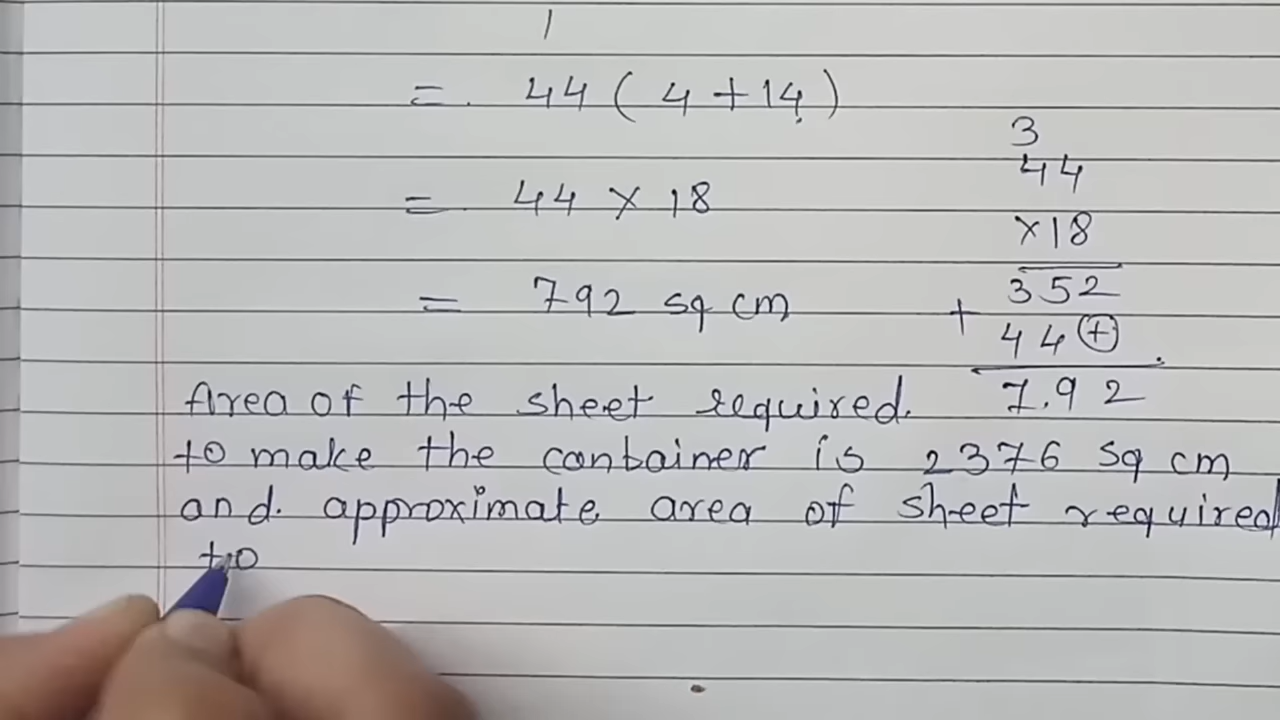 1
= 44 ( 4 + 14 )
3
44
= 44 × 18
×18
352
= 792 sq cm
+ 44 +
Area of the sheet required. 7.92
to make the container is 2376 sq cm
and. approximate area of sheet required
to